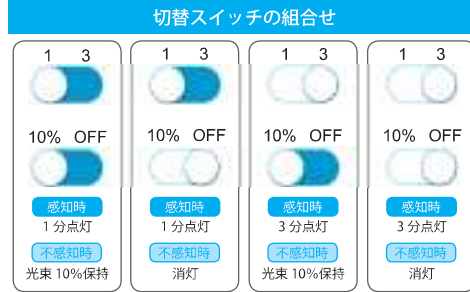 切替スイッチの組合せ
1 3
10% OFF
感知時
1分点灯
不感知時
光束10%保持
1 3
10% OFF
感知時
1分点灯
不感知時
消灯
1 3
10% OFF
感知時
3分点灯
不感知時
光束10%保持
1 3
10% OFF
感知時
3分点灯
不感知時
消灯